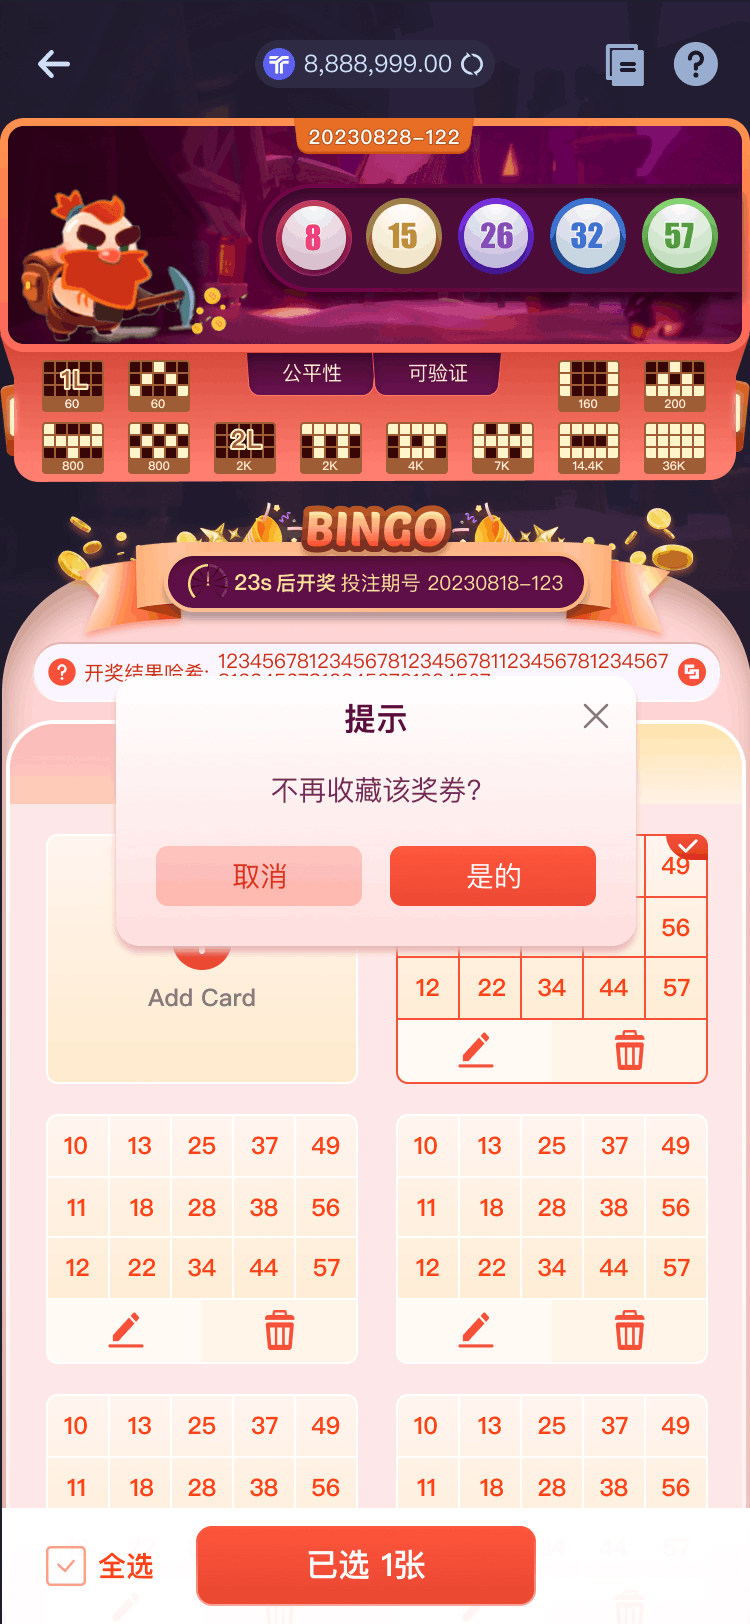 8,888,999.00
20230828-122
8 15 26 32 57
公平性 可验证
1L
60 60 160 200
2L
800 800 2K 2K 4K 7K 14.4K 36K
BINGO
23s 后开奖 投注期号 20230818-123
开奖结果哈希: 1234567812345678123456781123456781234567
提示
不再收藏该奖券?
取消 是的
49
56
Add Card
12 22 34 44 57
10 13 25 37 49 10 13 25 37 49
11 18 28 38 56 11 18 28 38 56
12 22 34 44 57 12 22 34 44 57
10 13 25 37 49 10 13 25 37 49
11 18 28 38 56 11 18 28 38 56
全选 已选 1张